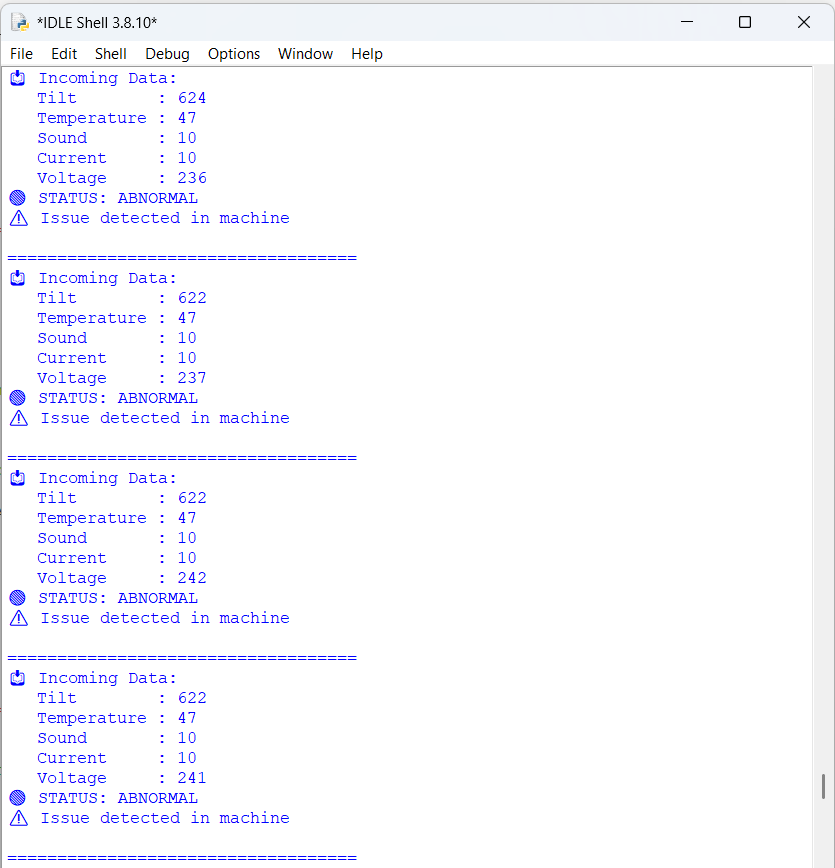 *IDLE Shell 3.8.10*
File Edit Shell Debug Options Window Help
📥 Incoming Data:
   Tilt        : 624
   Temperature : 47
   Sound       : 10
   Current     : 10
   Voltage     : 236
STATUS: ABNORMAL
⚠ Issue detected in machine
===================================
📥 Incoming Data:
   Tilt        : 622
   Temperature : 47
   Sound       : 10
   Current     : 10
   Voltage     : 237
STATUS: ABNORMAL
⚠ Issue detected in machine
===================================
📥 Incoming Data:
   Tilt        : 622
   Temperature : 47
   Sound       : 10
   Current     : 10
   Voltage     : 242
STATUS: ABNORMAL
⚠ Issue detected in machine
===================================
📥 Incoming Data:
   Tilt        : 622
   Temperature : 47
   Sound       : 10
   Current     : 10
   Voltage     : 241
STATUS: ABNORMAL
⚠ Issue detected in machine
===================================